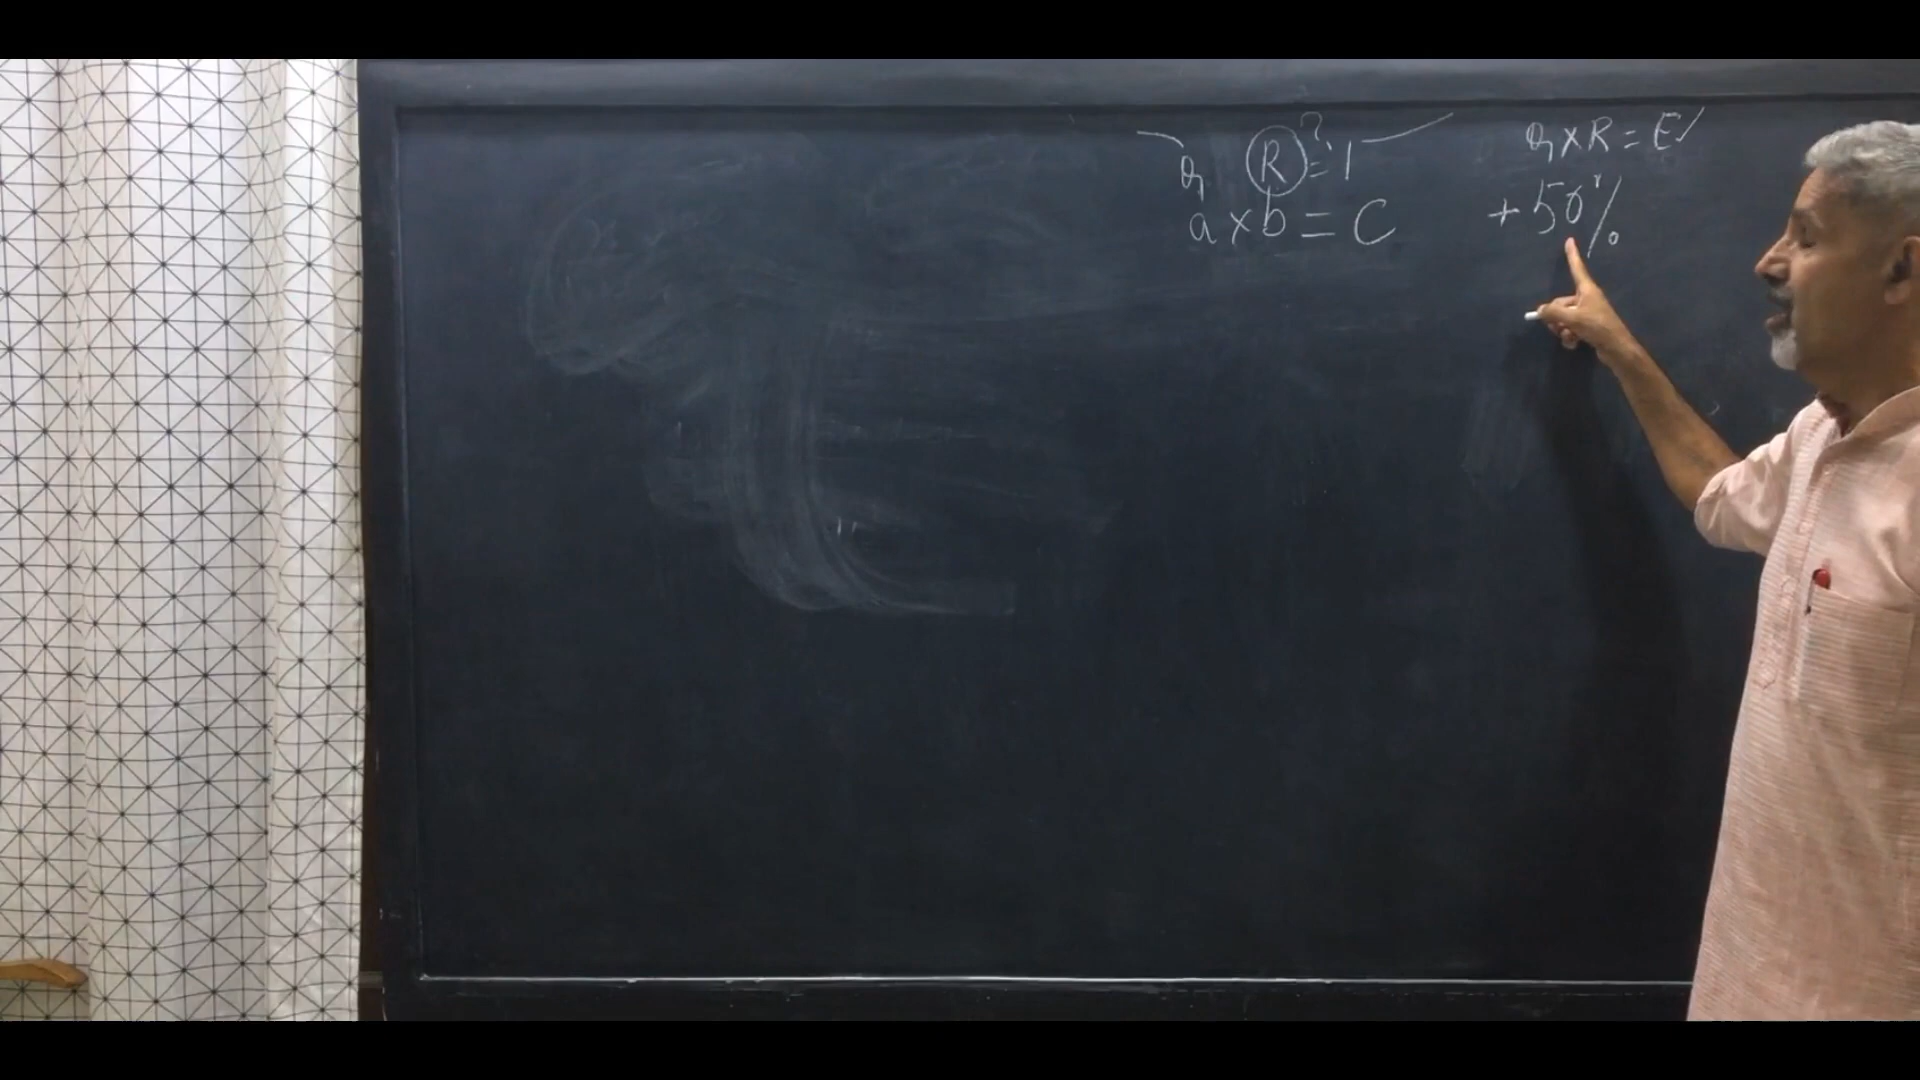 R ?= 1
a × b = C
× R = E ✓
+ 50%